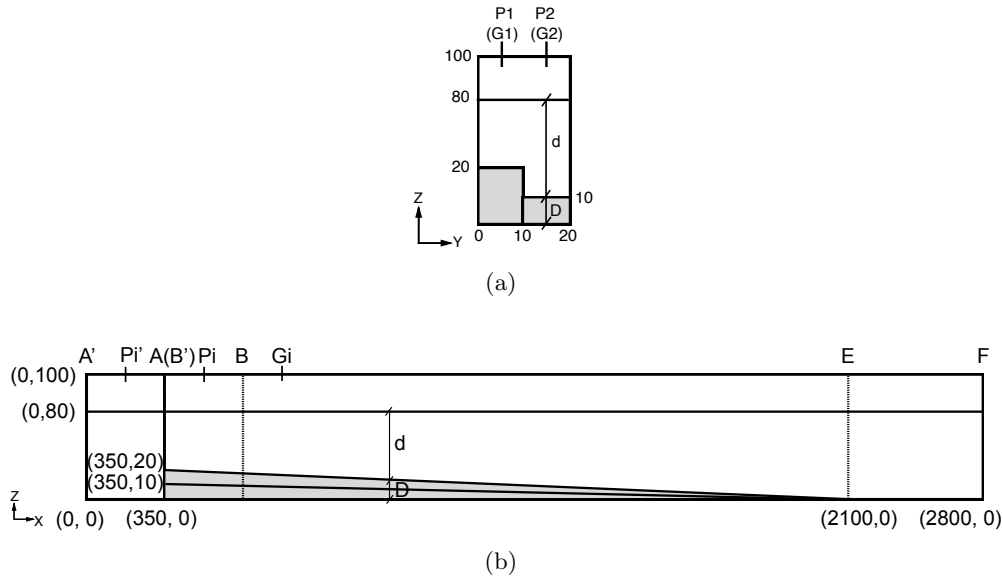 P1 P2
(G1) (G2)
100
80
d
20
10
D
Z
Y
0 10 20
(a)
A' Pi' A(B') Pi B Gi E F
(0,100)
(0,80)
d
(350,20)
(350,10)
D
Z
X
(0, 0) (350, 0) (2100,0) (2800, 0)
(b)